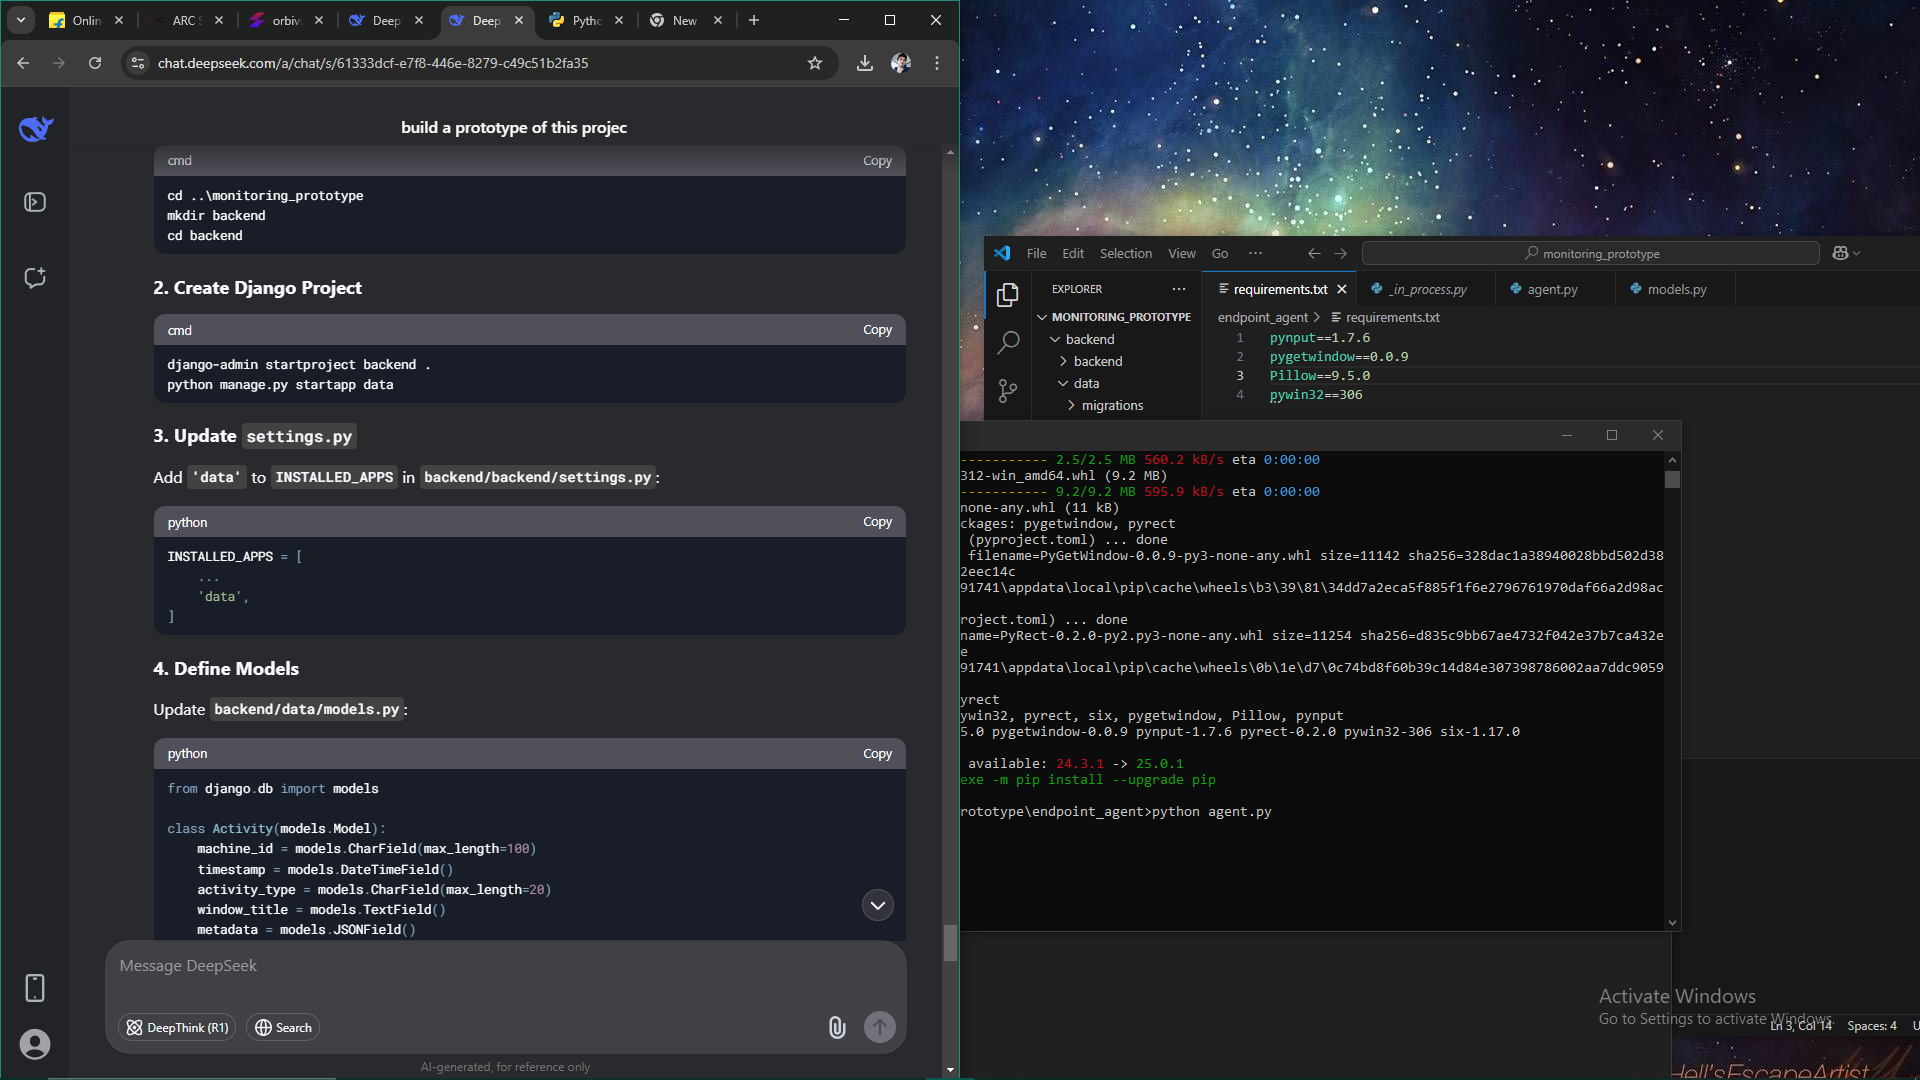 Onlin
ARC S
orbiv
Deep
Deep
Pytho
New
chat.deepseek.com/a/chat/s/61333dcf-e7f8-446e-8279-c49c51b2fa35
build a prototype of this projec
cmd
Copy
cd ..\monitoring_prototype
mkdir backend
cd backend
2. Create Django Project
cmd
Copy
django-admin startproject backend .
python manage.py startapp data
3. Update settings.py
Add 'data' to INSTALLED_APPS in backend/backend/settings.py:
python
Copy
INSTALLED_APPS = [
...
'data',
]
4. Define Models
Update backend/data/models.py:
python
Copy
from django.db import models
class Activity(models.Model):
machine_id = models.CharField(max_length=100)
timestamp = models.DateTimeField()
activity_type = models.CharField(max_length=20)
window_title = models.TextField()
metadata = models.JSONField()
Message DeepSeek
DeepThink (R1)
Search
AI-generated, for reference only
File Edit Selection View Go ...
monitoring_prototype
EXPLORER
MONITORING_PROTOTYPE
backend
backend
data
migrations
requirements.txt
_in_process.py
agent.py
models.py
endpoint_agent > requirements.txt
1 pynput==1.7.6
2 pygetwindow==0.0.9
3 Pillow==9.5.0
4 pywin32==306
----------- 2.5/2.5 MB 560.2 kB/s eta 0:00:00
312-win_amd64.whl (9.2 MB)
----------- 9.2/9.2 MB 595.9 kB/s eta 0:00:00
none-any.whl (11 kB)
ckages: pygetwindow, pyrect
(pyproject.toml) ... done
filename=PyGetWindow-0.0.9-py3-none-any.whl size=11142 sha256=328dac1a38940028bbd502d38
2eec14c
91741\appdata\local\pip\cache\wheels\b3\39\81\34dd7a2eca5f885f1f6e2796761970daf66a2d98ac
roject.toml) ... done
name=PyRect-0.2.0-py2.py3-none-any.whl size=11254 sha256=d835c9bb67ae4732f042e37b7ca432e
e
91741\appdata\local\pip\cache\wheels\0b\1e\d7\0c74bd8f60b39c14d84e307398786002aa7ddc9059
yrect
ywin32, pyrect, six, pygetwindow, Pillow, pynput
5.0 pygetwindow-0.0.9 pynput-1.7.6 pyrect-0.2.0 pywin32-306 six-1.17.0
available: 24.3.1 -> 25.0.1
exe -m pip install --upgrade pip
rototype\endpoint_agent>python agent.py
Activate Windows
Go to Settings to activate Windows.
Ln 3, Col 14
Spaces: 4
U
Hell'sEscapeArtist